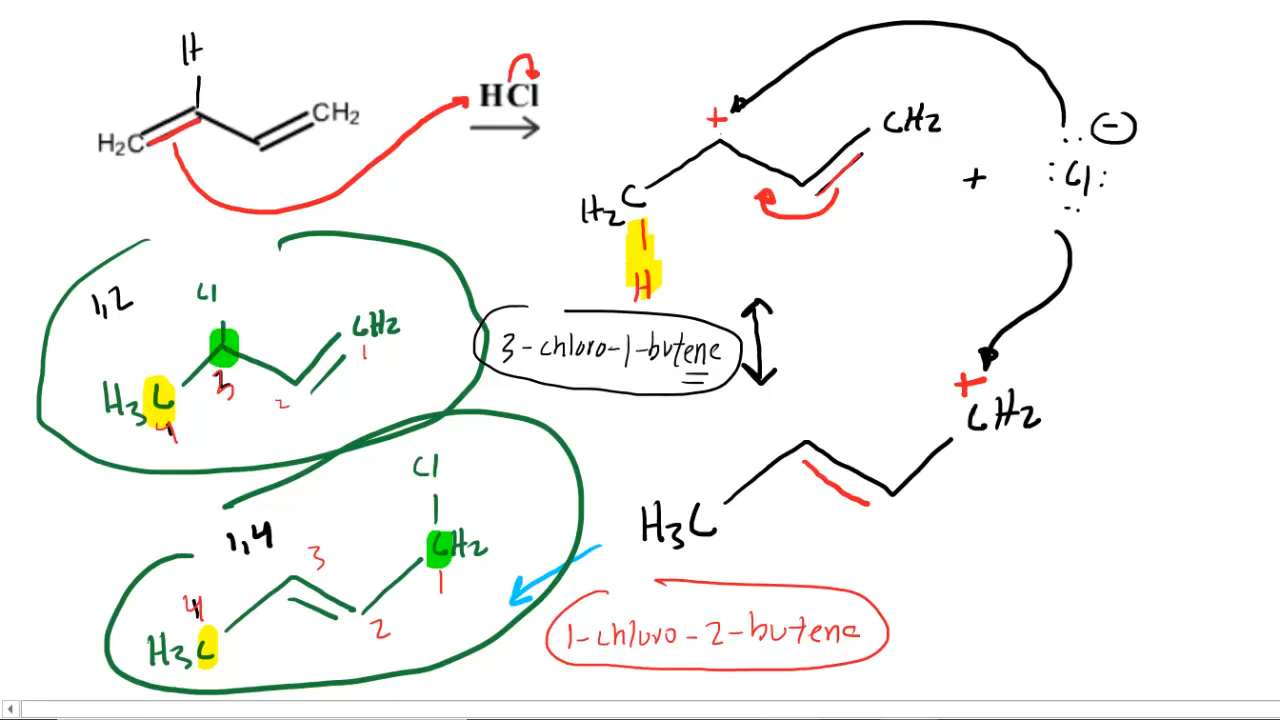 H
H₂C
CH₂
HCl
+
CH₂
H₂C
H
+
:Cl:
−
1,2
Cl
CH₂
1
H₃C
4
3
2
3-chloro-1-butene
+
CH₂
H₃C
1,4
Cl
CH₂
1
3
4
H₃C
2
1-chloro-2-butene